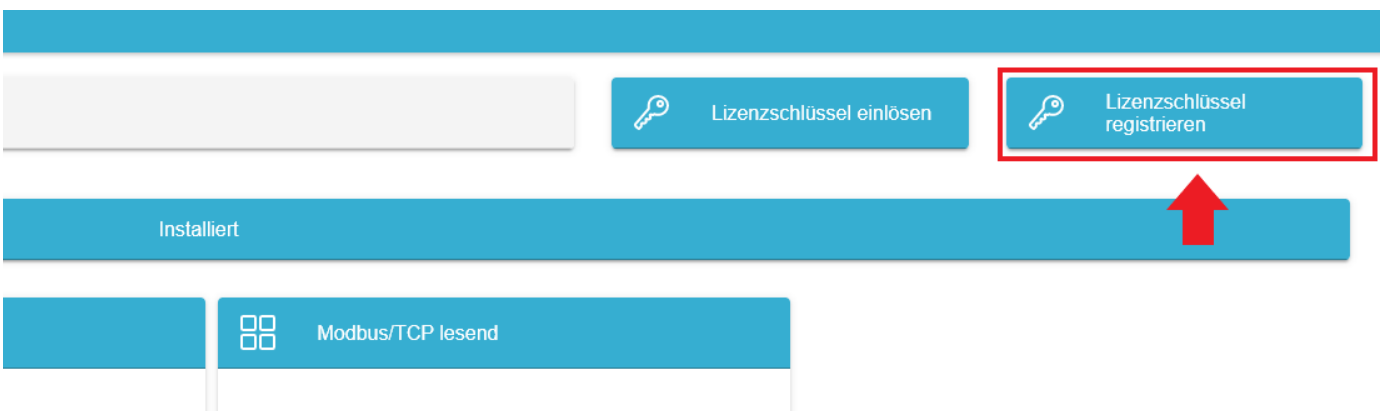 Lizenzschlüssel einlösen
Lizenzschlüssel
registrieren
Installiert
Modbus/TCP lesend